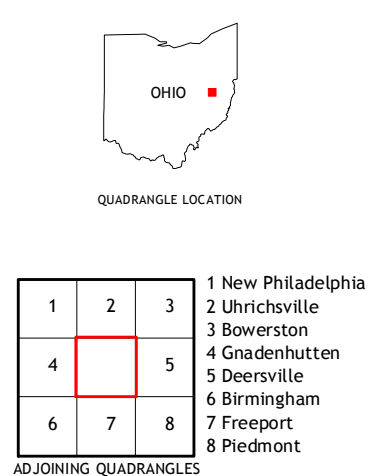 OHIO
QUADRANGLE LOCATION
1 2 3
4 5
6 7 8
ADJOINING QUADRANGLES
1 New Philadelphia
2 Uhrichsville
3 Bowerston
4 Gnadenhutten
5 Deersville
6 Birmingham
7 Freeport
8 Piedmont